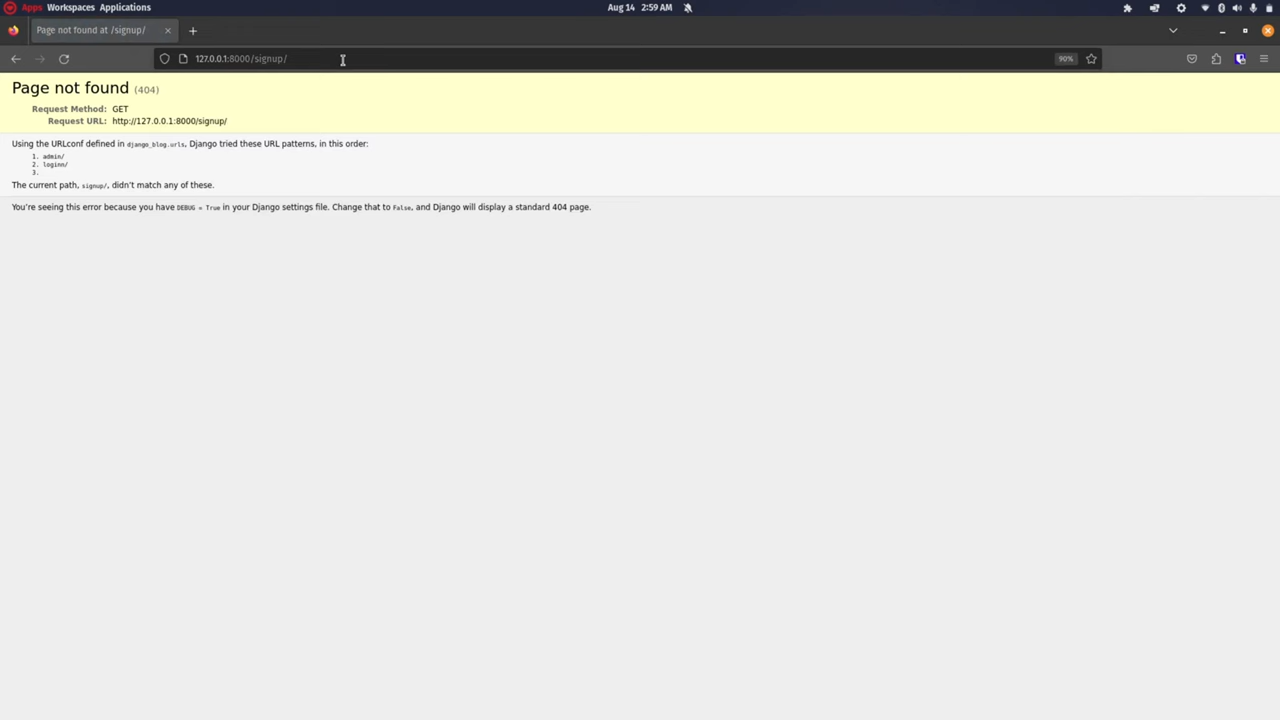 Apps Workspaces Applications Aug 14 2:59 AM
Page not found at /signup/
127.0.0.1:8000/signup/ 90%
Page not found (404)
Request Method: GET
Request URL: http://127.0.0.1:8000/signup/
Using the URLconf defined in django_blog.urls, Django tried these URL patterns, in this order:
1. admin/
2. loginn/
3.
The current path, signup/, didn't match any of these.
You're seeing this error because you have DEBUG = True in your Django settings file. Change that to False, and Django will display a standard 404 page.